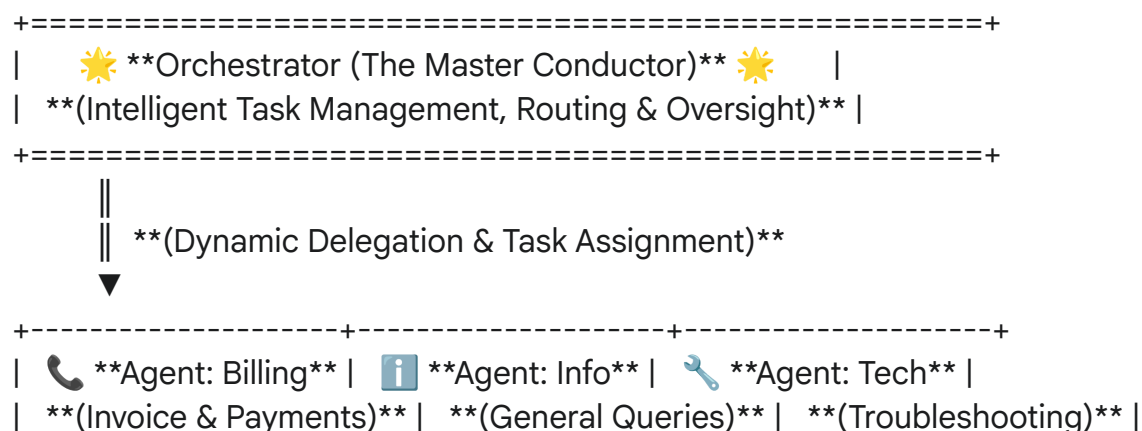 +===================================================+
| 🌟 **Orchestrator (The Master Conductor)** 🌟 |
| **(Intelligent Task Management, Routing & Oversight)** |
+===================================================+
║
║ **(Dynamic Delegation & Task Assignment)**
▼
+---------------------+---------------------+---------------------+
| 📞 **Agent: Billing** | ℹ️ **Agent: Info** | 🔧 **Agent: Tech** |
| **(Invoice & Payments)** | **(General Queries)** | **(Troubleshooting)** |